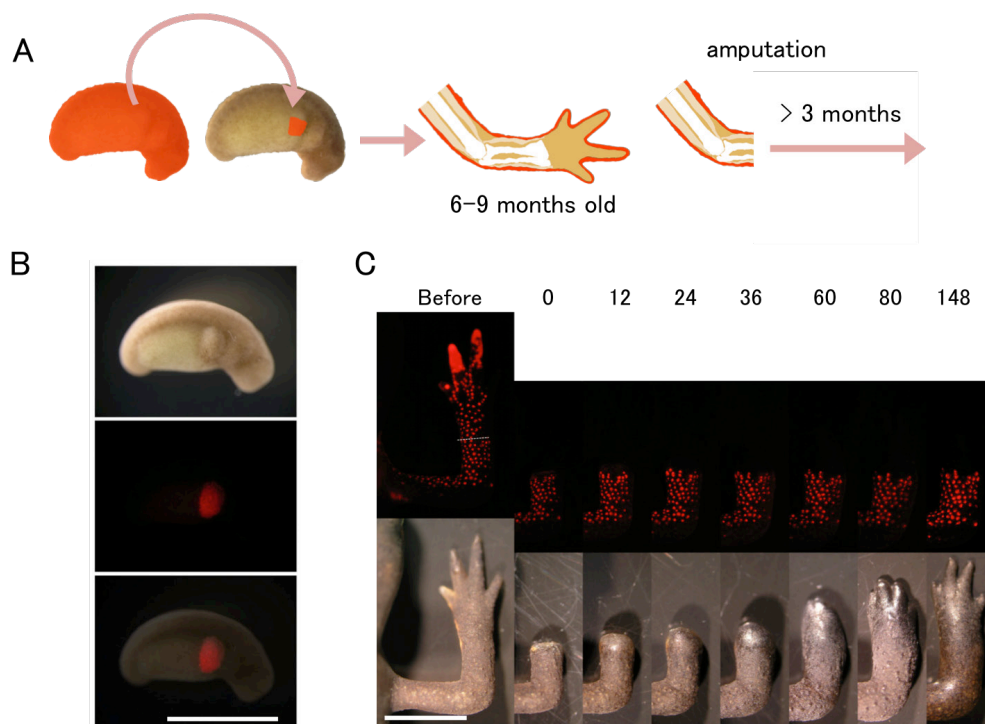 A
amputation
> 3 months
6-9 months old
B
C
Before 0 12 24 36 60 80 148